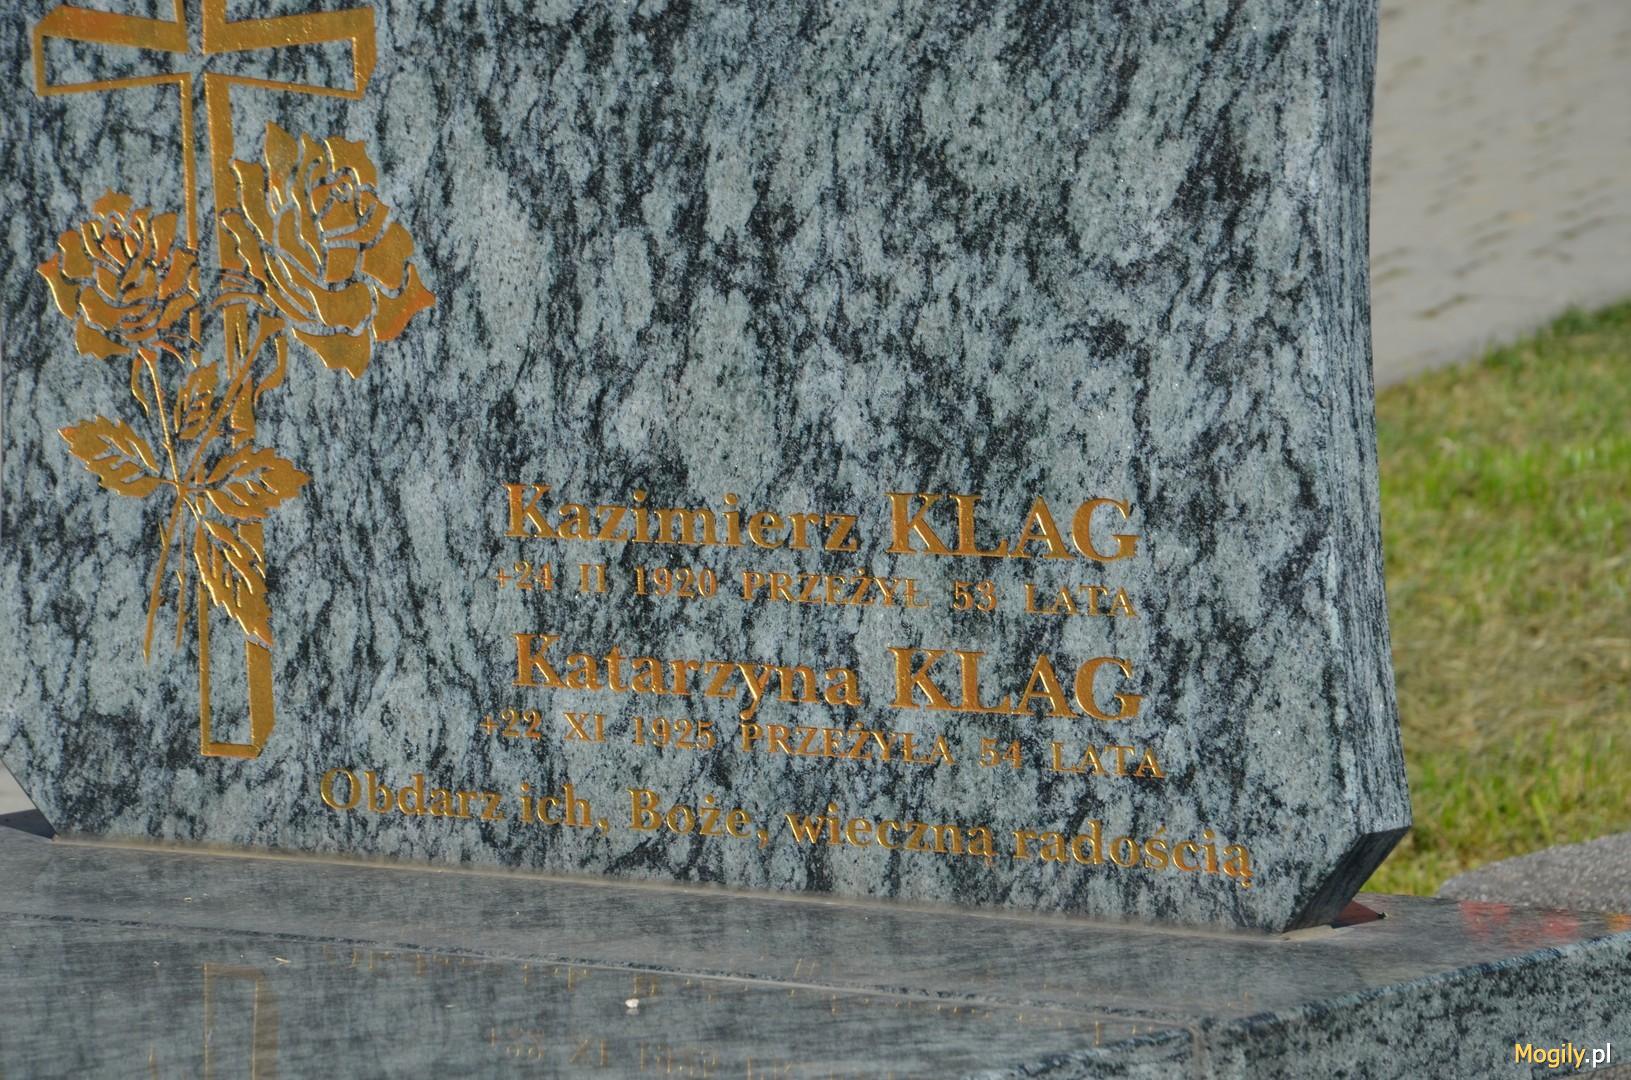 Kazimierz KLAG
+24 II 1920 PRZEŻYŁ 53 LATA
Katarzyna KLAG
+22 XI 1925 PRZEŻYŁA 54 LATA
Obdarz ich, Boże, wieczną radością
Mogily.pl